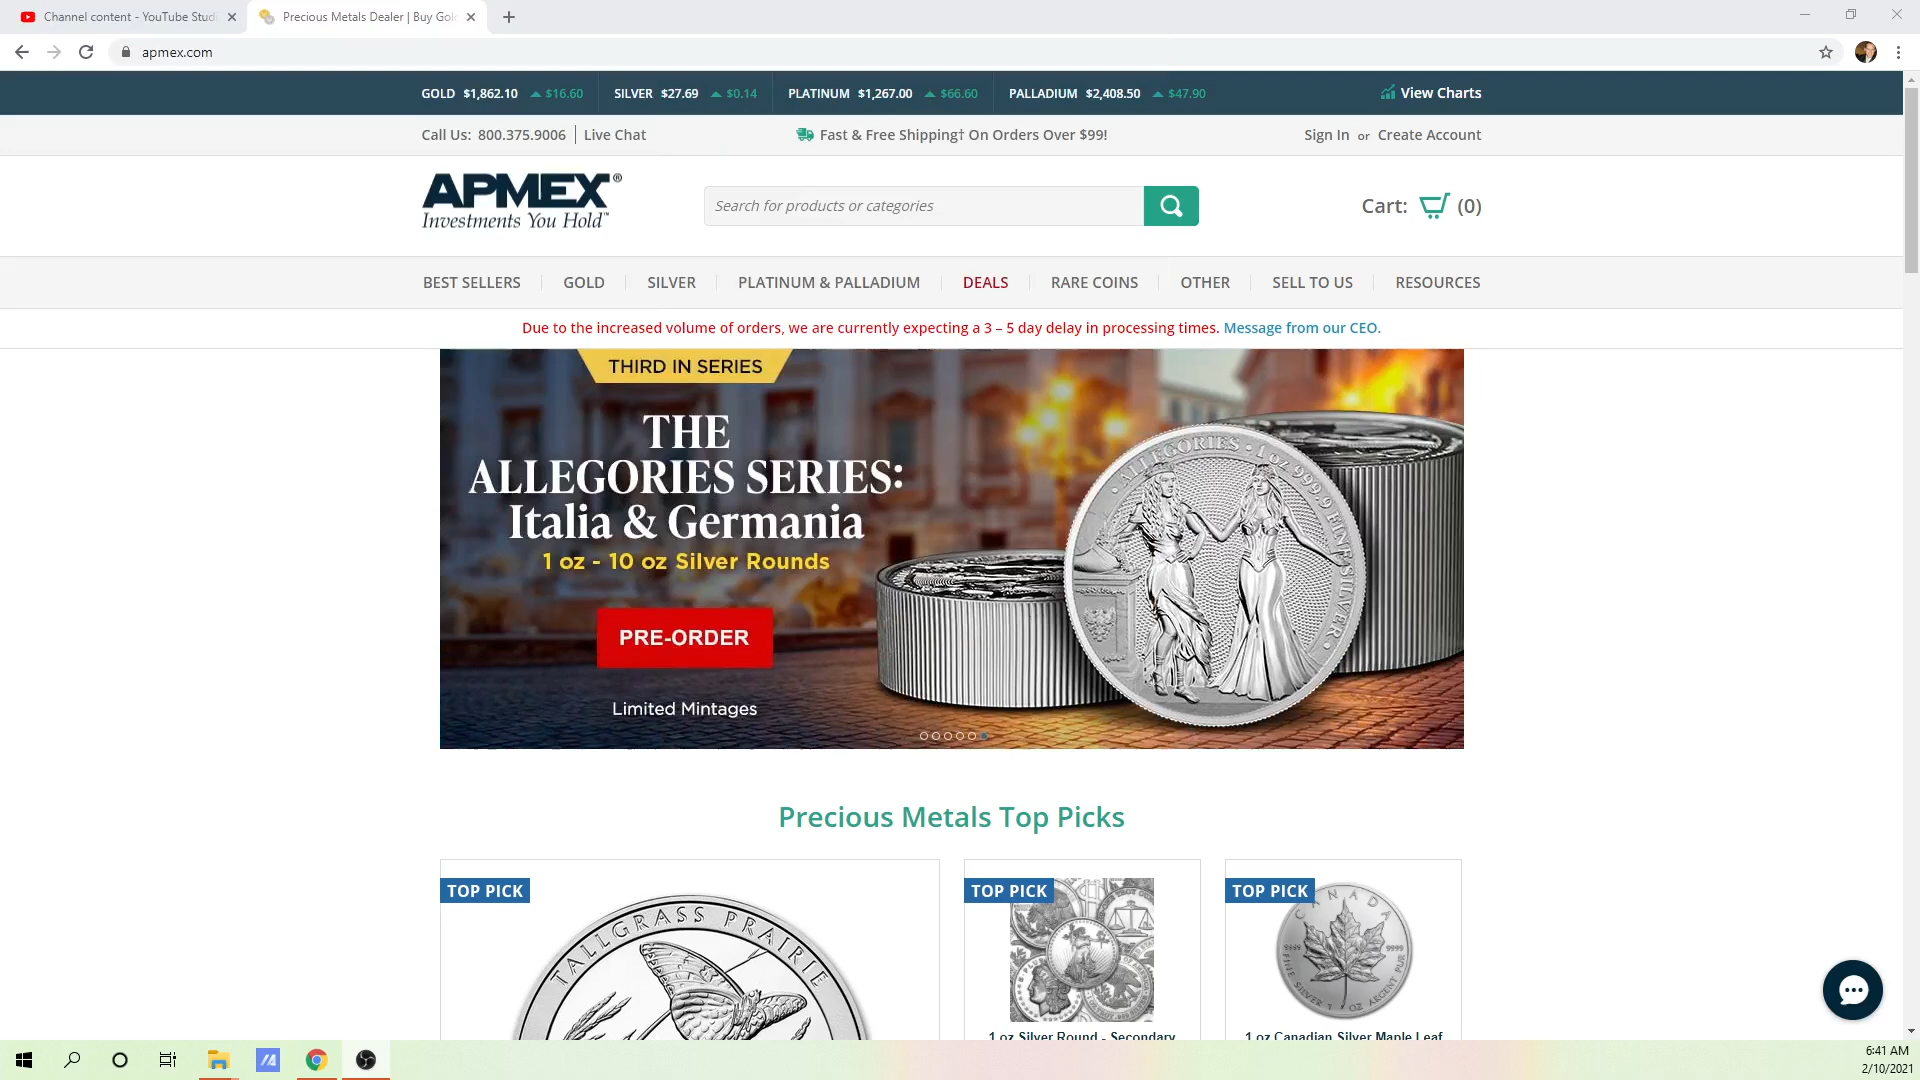 Channel content - YouTube Stud
Precious Metals Dealer | Buy Gol
apmex.com
GOLD $1,862.10 $16.60
SILVER $27.69 $0.14
PLATINUM $1,267.00 $66.60
PALLADIUM $2,408.50 $47.90
View Charts
Call Us: 800.375.9006 | Live Chat
Fast & Free Shipping† On Orders Over $99!
Sign In or Create Account
APMEX®
Investments You Hold™
Search for products or categories
Cart: (0)
BEST SELLERS
GOLD
SILVER
PLATINUM & PALLADIUM
DEALS
RARE COINS
OTHER
SELL TO US
RESOURCES
Due to the increased volume of orders, we are currently expecting a 3 – 5 day delay in processing times. Message from our CEO.
THIRD IN SERIES
THE
ALLEGORIES SERIES:
Italia & Germania
1 oz - 10 oz Silver Rounds
PRE-ORDER
Limited Mintages
ALLEGORIES • 1 oz 999.9 FINE SILVER •
Precious Metals Top Picks
TOP PICK
TALLGRASS PRAIRIE
TOP PICK
1 oz Silver Round - Secondary
TOP PICK
CANADA
9999
9999
FINE SILVER 1 OZ ARGENT PUR
1 oz Canadian Silver Maple Leaf
6:41 AM
2/10/2021